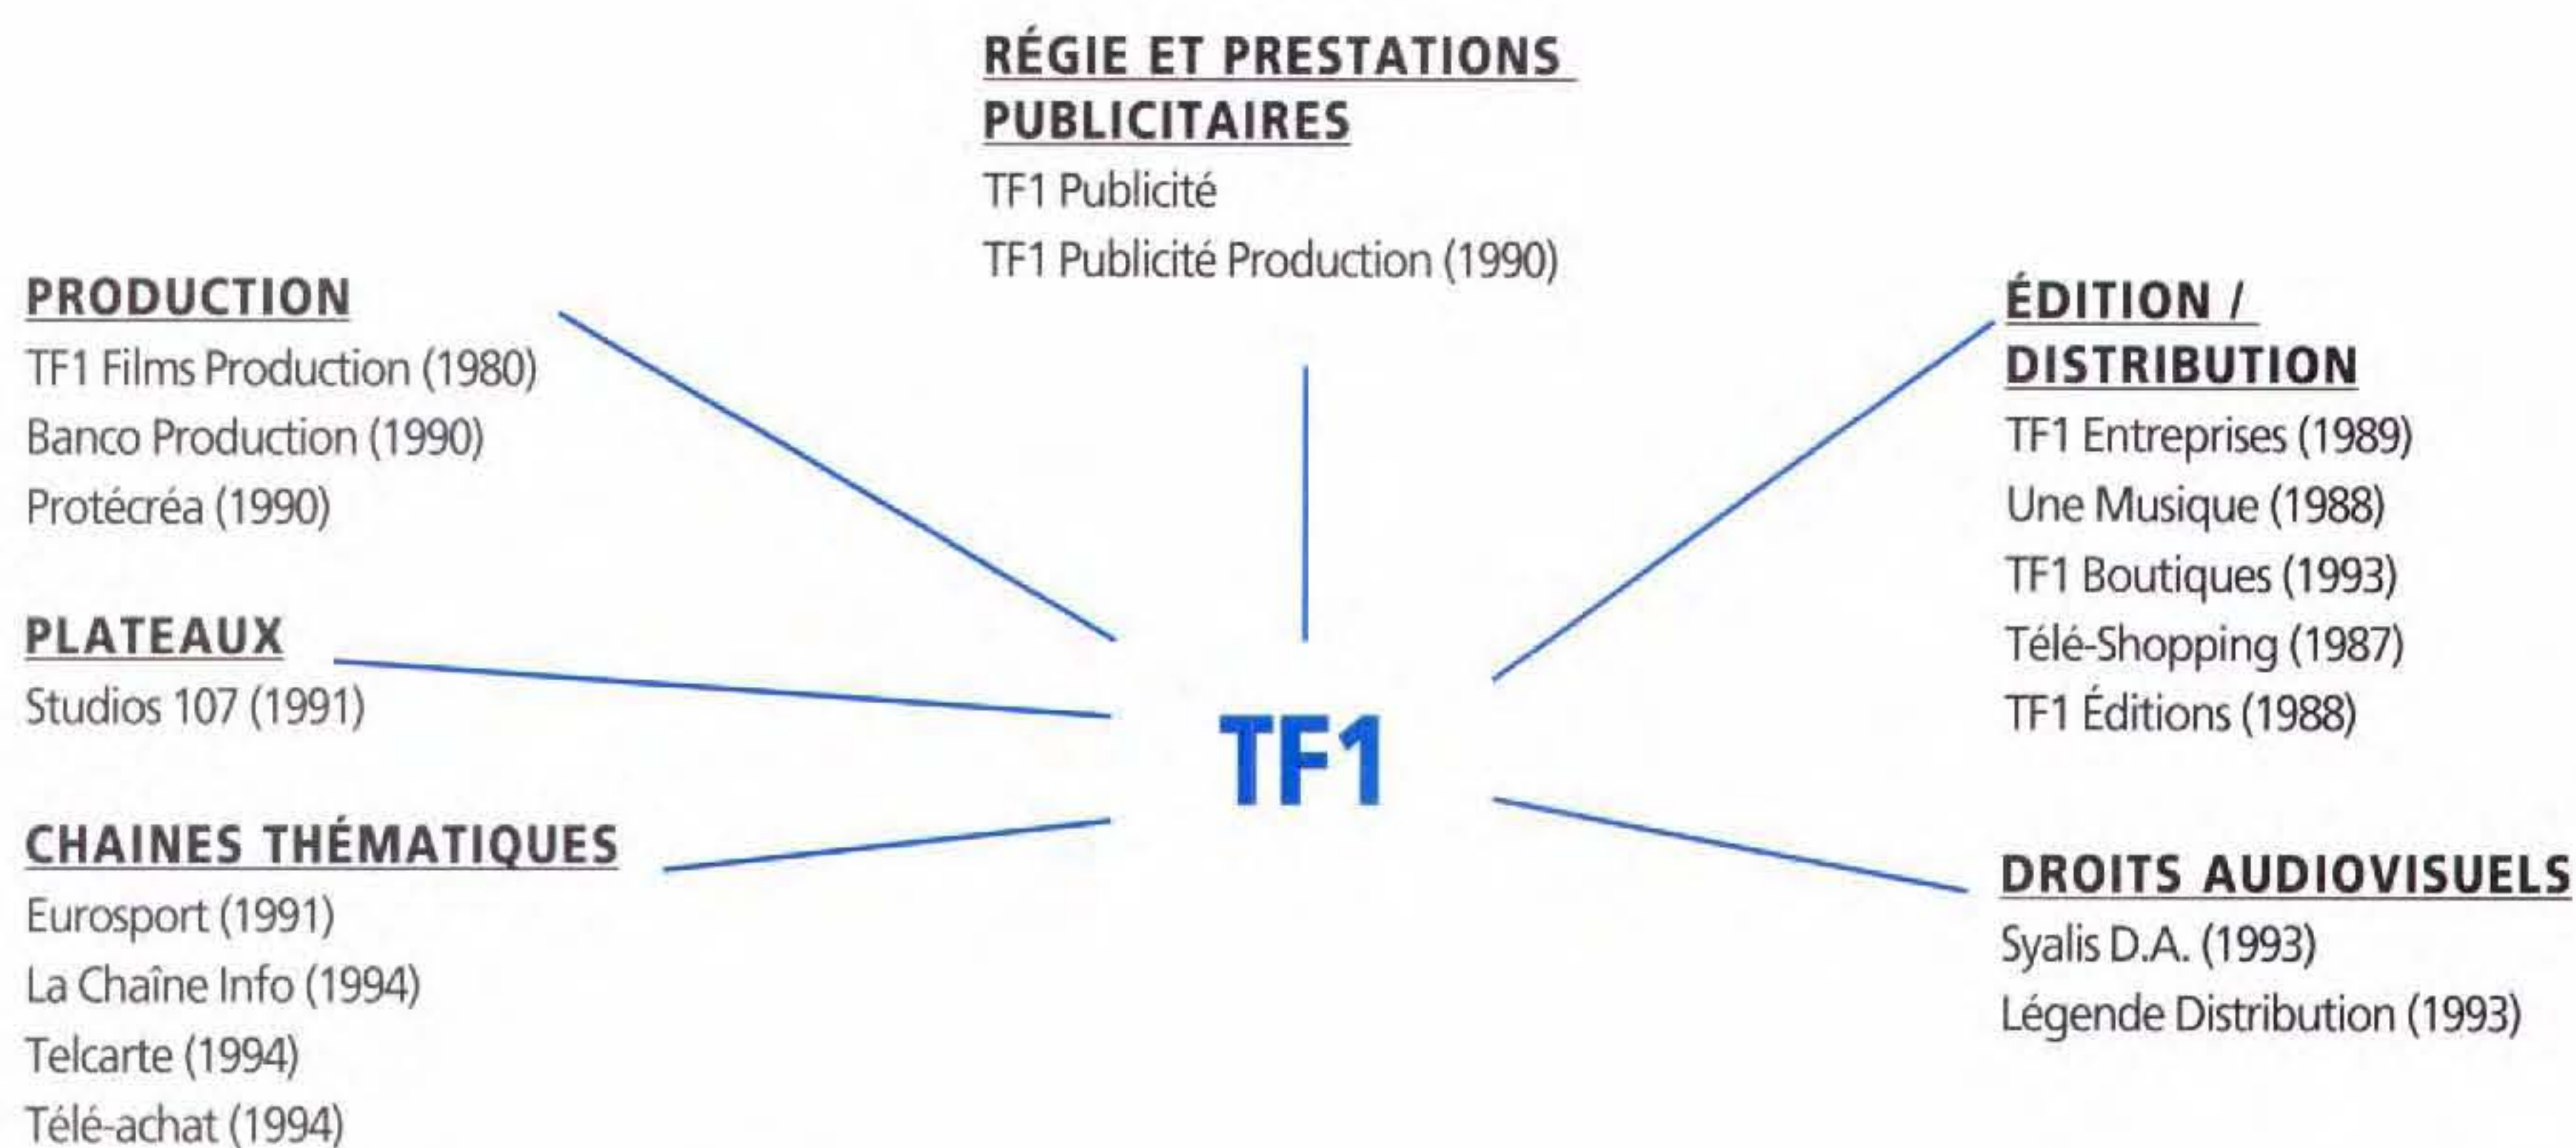 RÉGIE ET PRESTATIONS
PUBLICITAIRES
TF1 Publicité
TF1 Publicité Production (1990)
PRODUCTION
TF1 Films Production (1980)
Banco Production (1990)
Protécréa (1990)
PLATEAUX
Studios 107 (1991)
CHAINES THÉMATIQUES
Eurosport (1991)
La Chaîne Info (1994)
Telcarte (1994)
Télé-achat (1994)
TF1
ÉDITION /
DISTRIBUTION
TF1 Entreprises (1989)
Une Musique (1988)
TF1 Boutiques (1993)
Télé-Shopping (1987)
TF1 Éditions (1988)
DROITS AUDIOVISUELS
Syalis D.A. (1993)
Légende Distribution (1993)